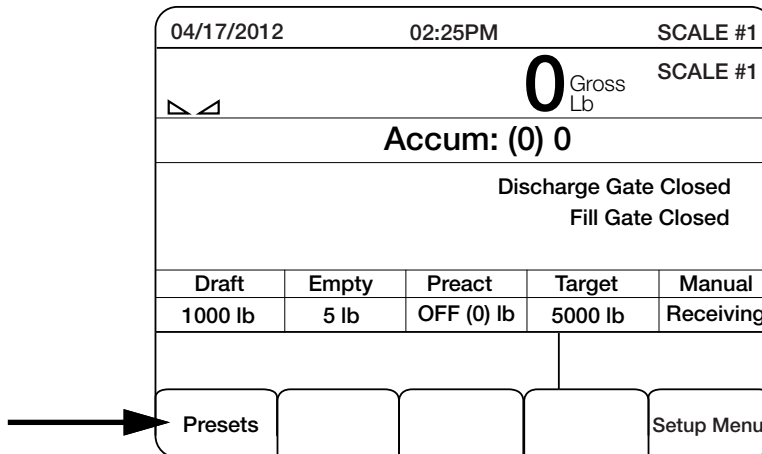 04/17/2012 02:25PM SCALE #1
0 Gross Lb SCALE #1
Accum: (0) 0
Discharge Gate Closed
Fill Gate Closed
Draft Empty Preact Target Manual
1000 lb 5 lb OFF (0) lb 5000 lb Receiving
Presets Setup Menu